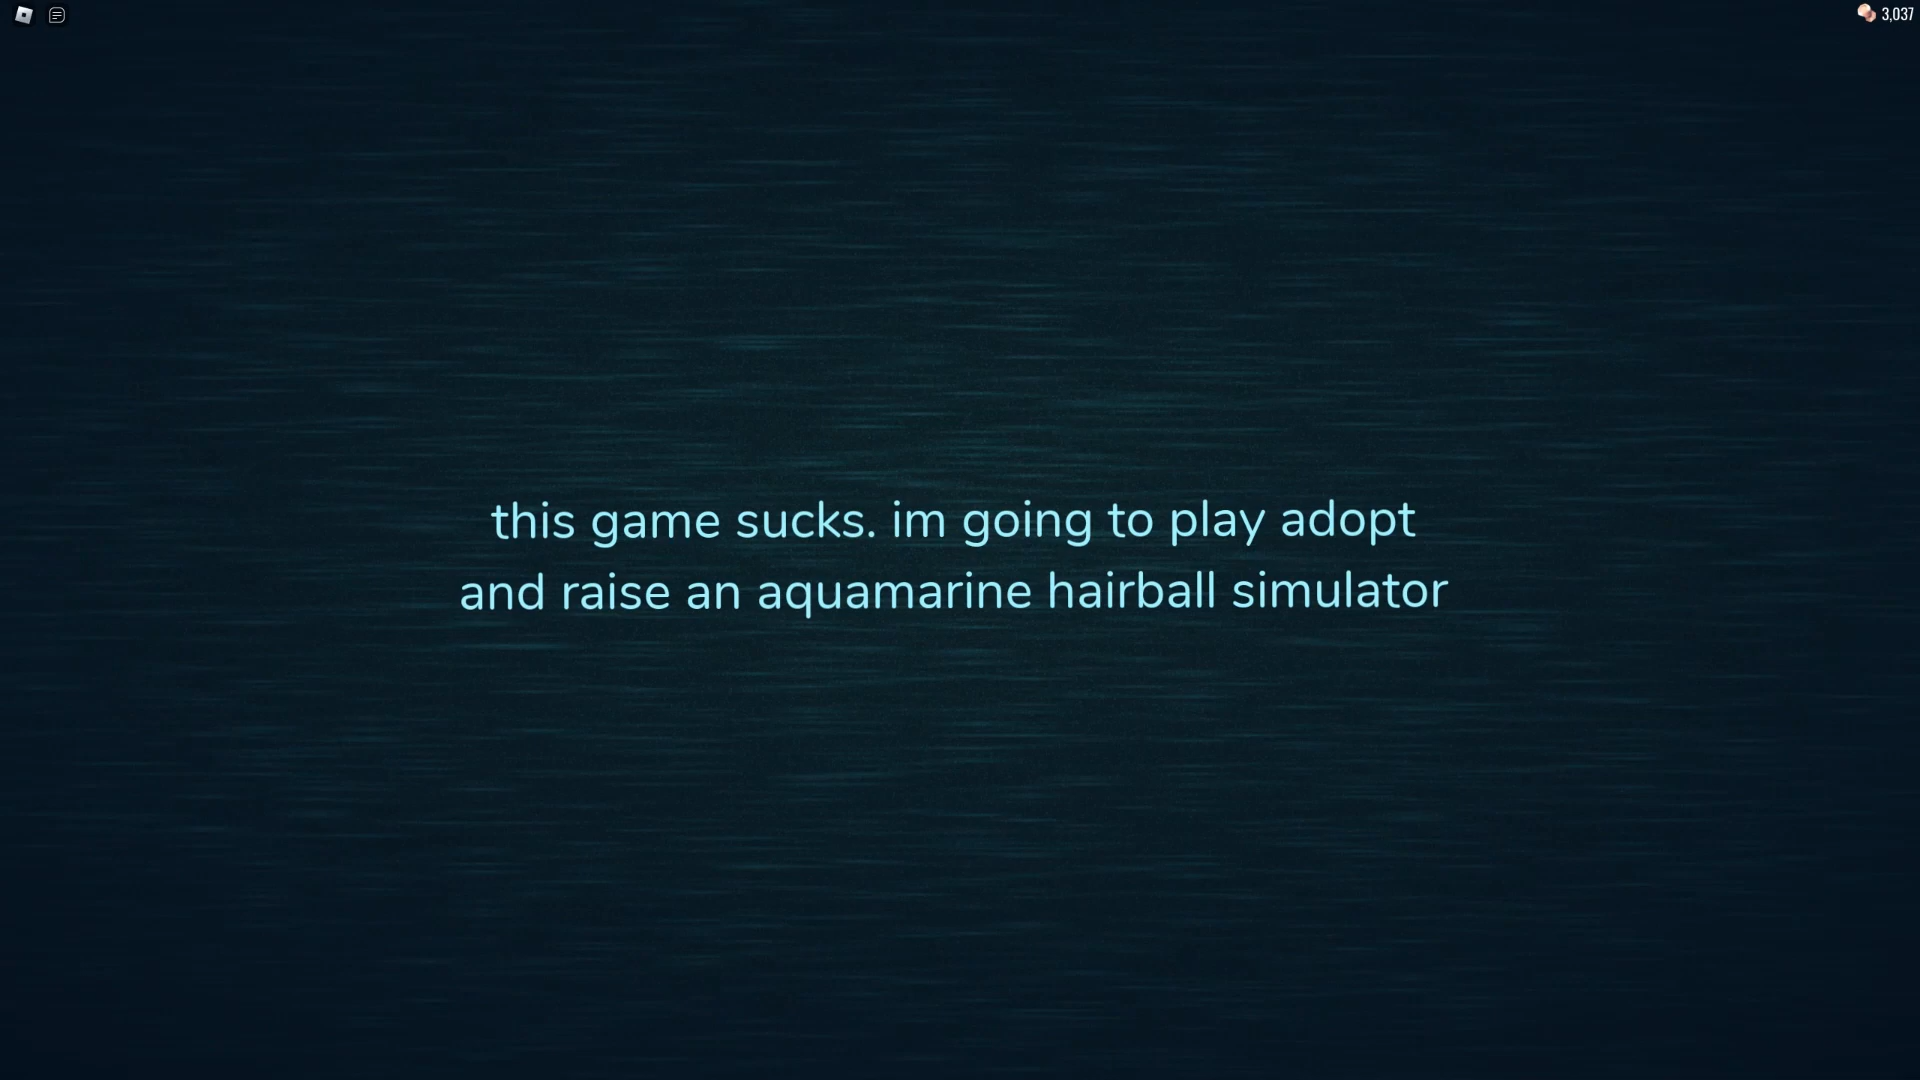 3,037
this game sucks. im going to play adopt
and raise an aquamarine hairball simulator